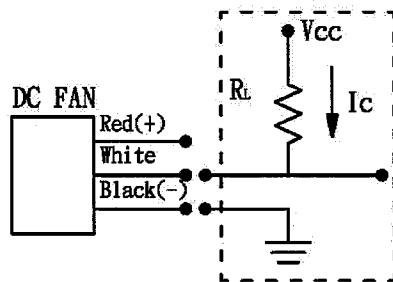 Vcc
DC FAN
RL
Ic
Red(+)
White
Black(-)